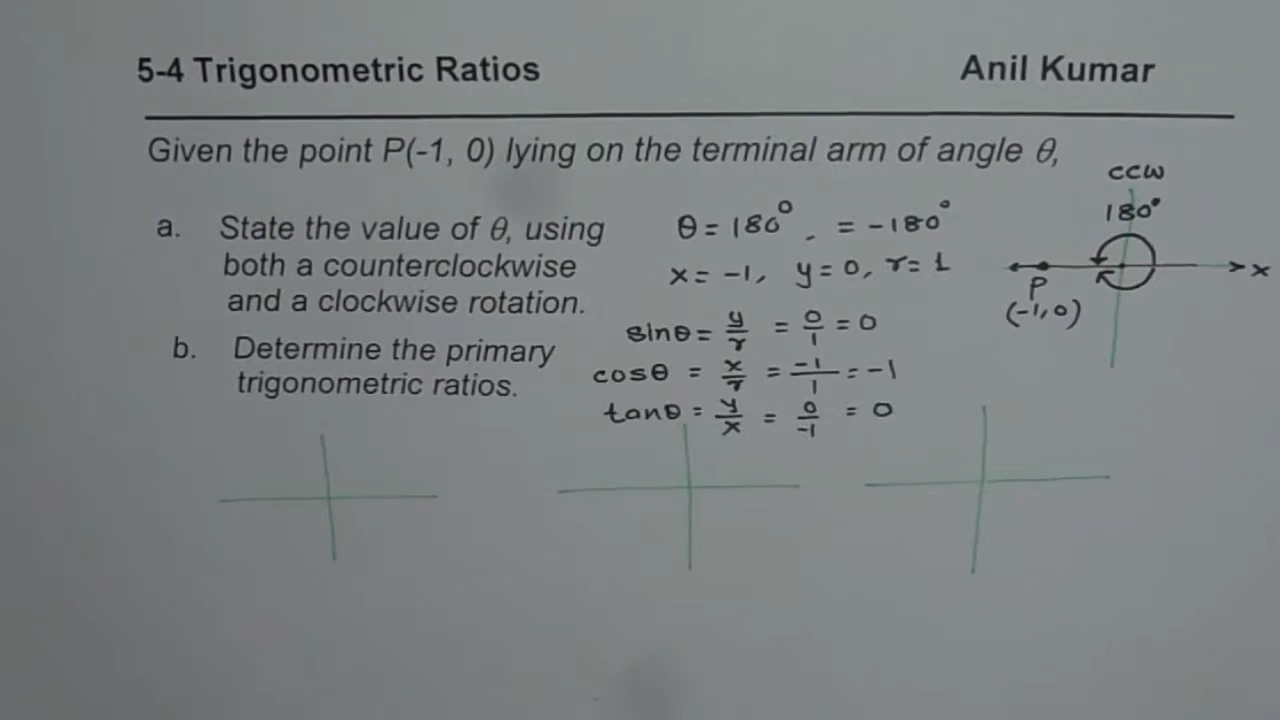 5-4 Trigonometric Ratios Anil Kumar
Given the point P(-1, 0) lying on the terminal arm of angle θ,
a. State the value of θ, using
both a counterclockwise
and a clockwise rotation.
b. Determine the primary
trigonometric ratios.
θ = 180° , = -180°
x = -1, y = 0, r = 1
sinθ = y/r = 0/1 = 0
cosθ = x/r = -1/1 = -1
tanθ = y/x = 0/-1 = 0
CCW
180°
x
P
(-1,0)